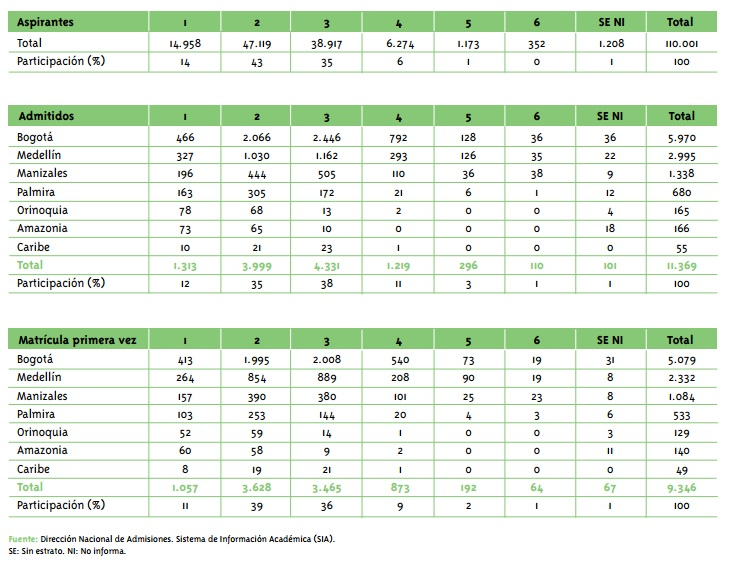 Aspirantes 1 2 3 4 5 6 SE NI Total
Total 14.958 47.119 38.917 6.274 1.173 352 1.208 110.001
Participación (%) 14 43 35 6 1 0 1 100
Admitidos 1 2 3 4 5 6 SE NI Total
Bogotá 466 2.066 2.446 792 128 36 36 5.970
Medellín 327 1.030 1.162 293 126 35 22 2.995
Manizales 196 444 505 110 36 38 9 1.338
Palmira 163 305 172 21 6 1 12 680
Orinoquia 78 68 13 2 0 0 4 165
Amazonia 73 65 10 0 0 0 18 166
Caribe 10 21 23 1 0 0 0 55
Total 1.313 3.999 4.331 1.219 296 110 101 11.369
Participación (%) 12 35 38 11 3 1 1 100
Matrícula primera vez 1 2 3 4 5 6 SE NI Total
Bogotá 413 1.995 2.008 540 73 19 31 5.079
Medellín 264 854 889 208 90 19 8 2.332
Manizales 157 390 380 101 25 23 8 1.084
Palmira 103 253 144 20 4 3 6 533
Orinoquia 52 59 14 1 0 0 3 129
Amazonia 60 58 9 2 0 0 11 140
Caribe 8 19 21 1 0 0 0 49
Total 1.057 3.628 3.465 873 192 64 67 9.346
Participación (%) 11 39 36 9 2 1 1 100
Fuente: Dirección Nacional de Admisiones. Sistema de Información Académica (SIA).
SE: Sin estrato. NI: No informa.